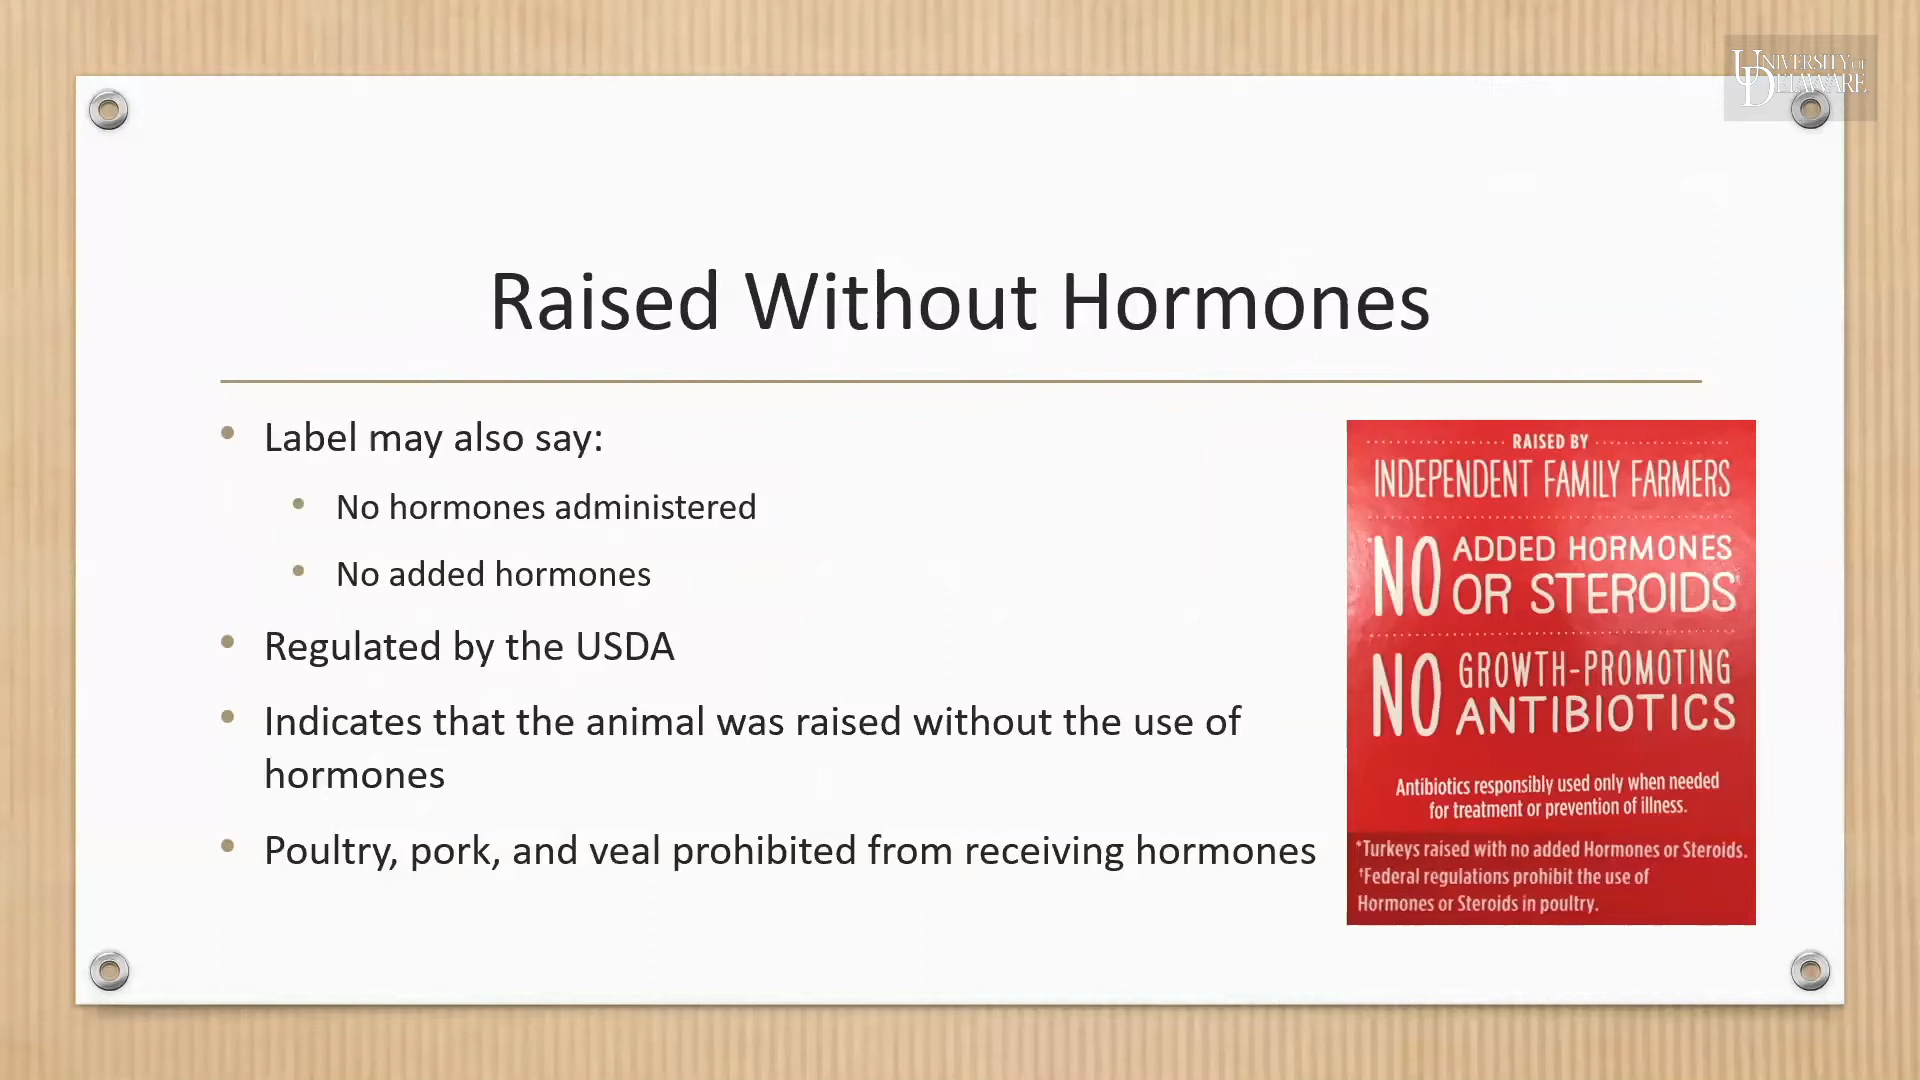 UNIVERSITY OF
DELAWARE
Raised Without Hormones
• Label may also say:
• No hormones administered
• No added hormones
• Regulated by the USDA
• Indicates that the animal was raised without the use of
hormones
• Poultry, pork, and veal prohibited from receiving hormones
RAISED BY
INDEPENDENT FAMILY FARMERS
*NO ADDED HORMONES
OR STEROIDS
NO GROWTH-PROMOTING
ANTIBIOTICS
Antibiotics responsibly used only when needed
for treatment or prevention of illness.
*Turkeys raised with no added Hormones or Steroids.
†Federal regulations prohibit the use of
Hormones or Steroids in poultry.